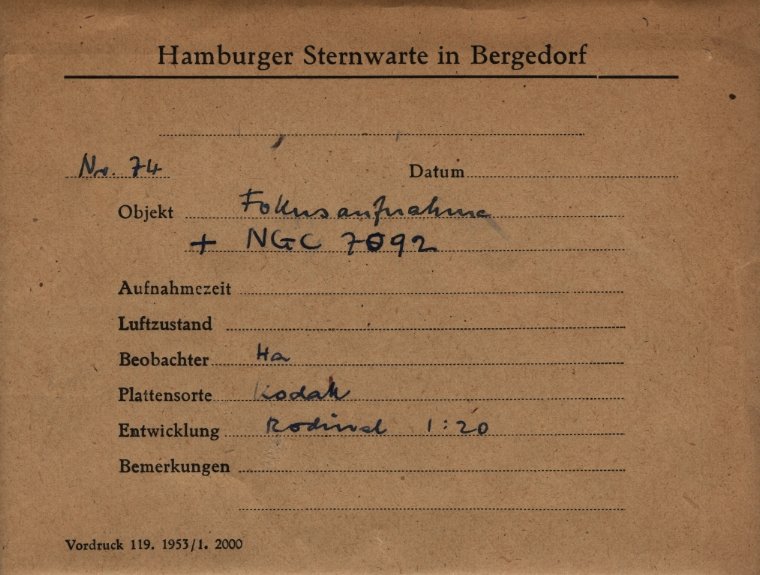 Hamburger Sternwarte in Bergedorf
Nr. 74 Datum
Objekt Fokusaufnahme
+ NGC 7092
Aufnahmezeit
Luftzustand
Beobachter Ha
Plattensorte Kodak
Entwicklung Rodinal 1:20
Bemerkungen
Vordruck 119. 1953/1. 2000